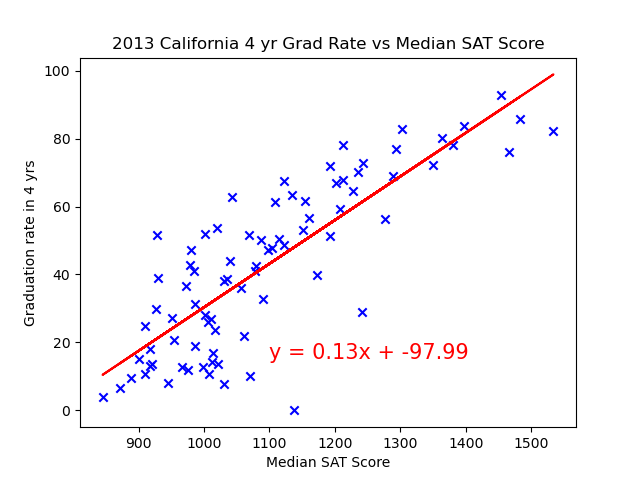 2013 California 4 yr Grad Rate vs Median SAT Score
100
80
60
40
20
0
Graduation rate in 4 yrs
y = 0.13x + -97.99
900 1000 1100 1200 1300 1400 1500
Median SAT Score